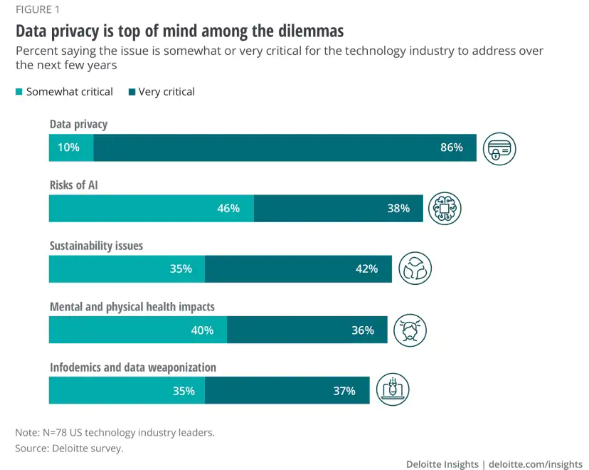 FIGURE 1
Data privacy is top of mind among the dilemmas
Percent saying the issue is somewhat or very critical for the technology industry to address over
the next few years
Somewhat critical Very critical
Data privacy
10% 86%
Risks of AI
46% 38%
Sustainability issues
35% 42%
Mental and physical health impacts
40% 36%
Infodemics and data weaponization
35% 37%
Note: N=78 US technology industry leaders.
Source: Deloitte survey.
Deloitte Insights | deloitte.com/insights